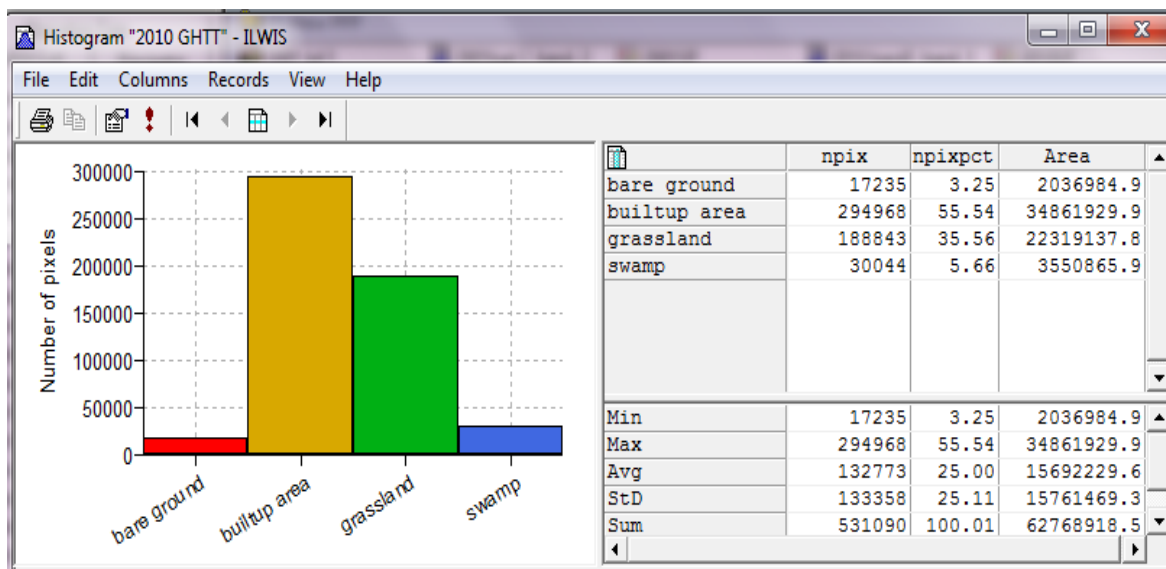 Histogram "2010 GHTT" - ILWIS
File Edit Columns Records View Help
Number of pixels
300000
250000
200000
150000
100000
50000
0
bare ground
builtup area
grassland
swamp
npix npixpct Area
bare ground 17235 3.25 2036984.9
builtup area 294968 55.54 34861929.9
grassland 188843 35.56 22319137.8
swamp 30044 5.66 3550865.9
Min 17235 3.25 2036984.9
Max 294968 55.54 34861929.9
Avg 132773 25.00 15692229.6
StD 133358 25.11 15761469.3
Sum 531090 100.01 62768918.5